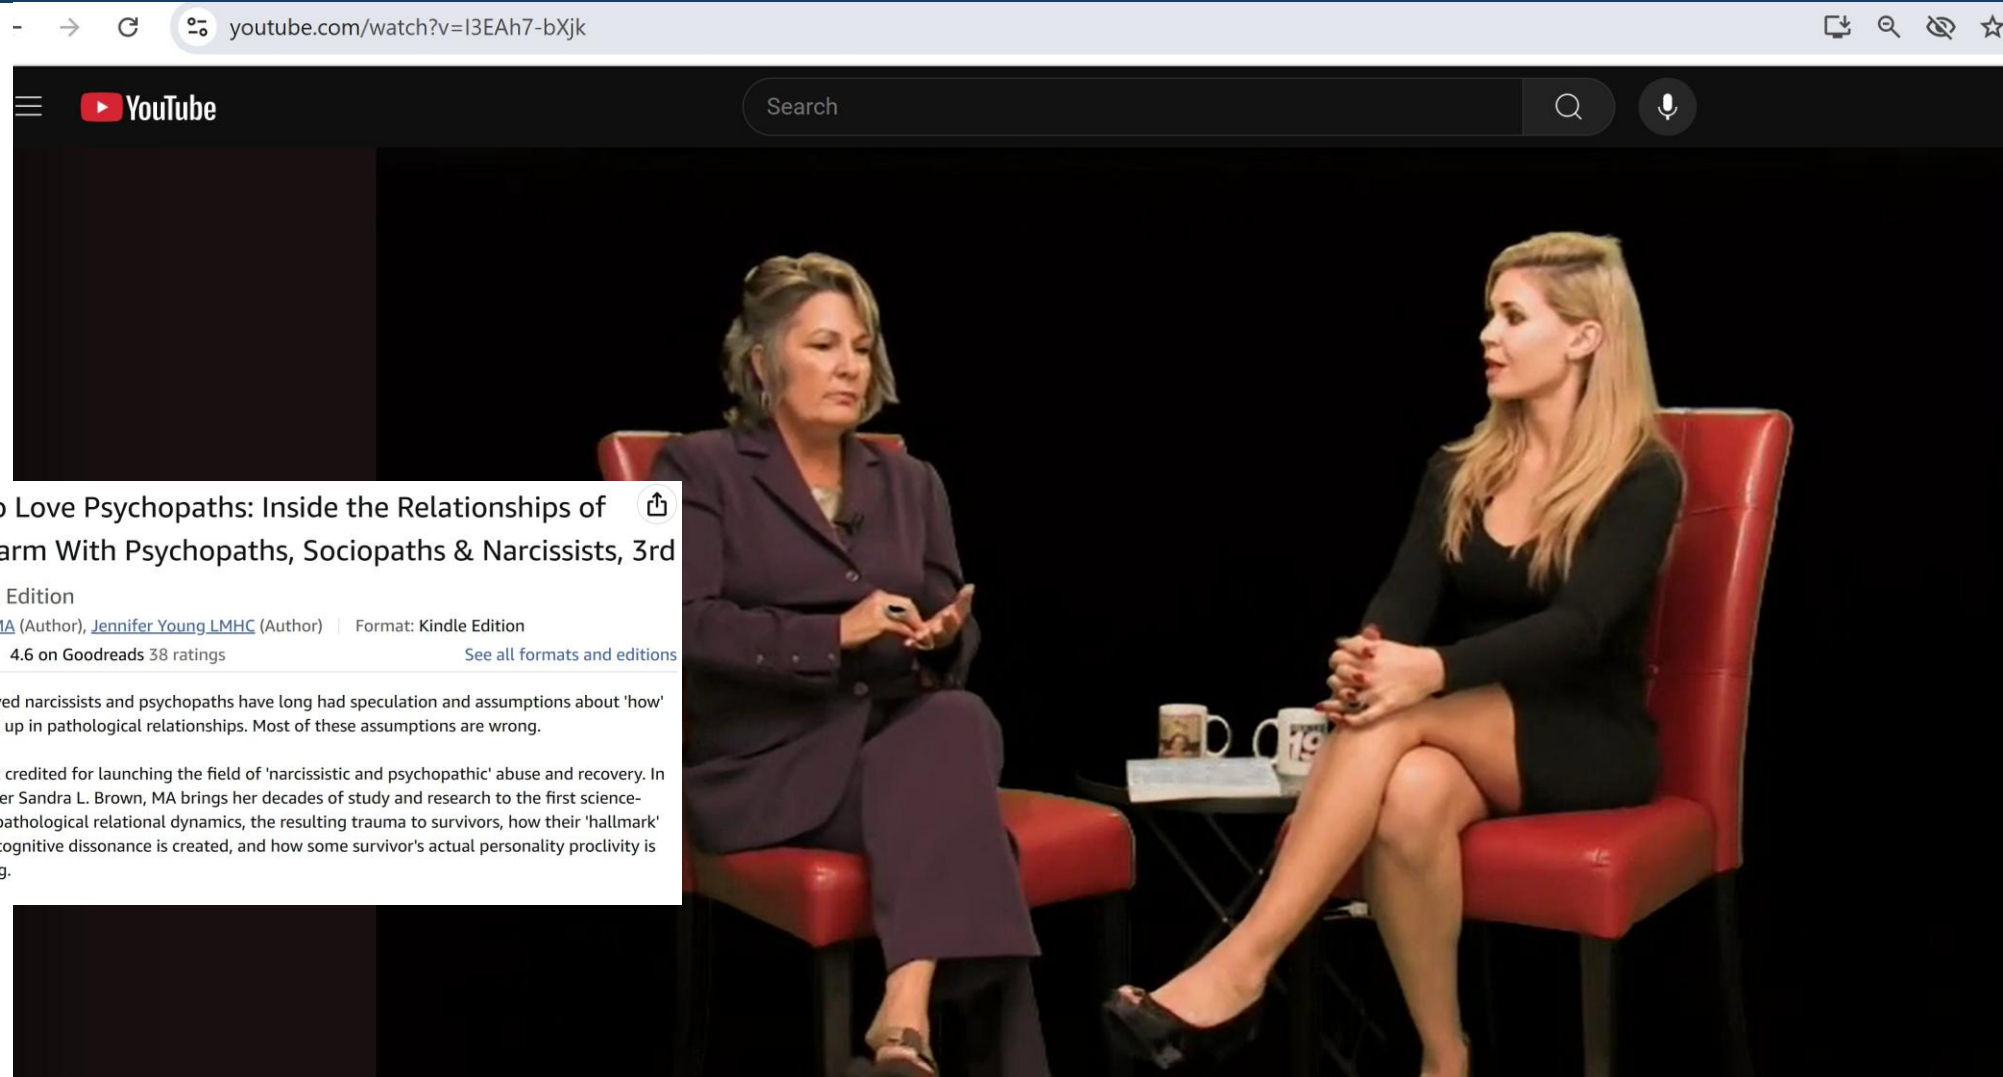 youtube.com/watch?v=I3EAh7-bXjk
YouTube
Search
Love Psychopaths: Inside the Relationships of
arm With Psychopaths, Sociopaths & Narcissists, 3rd
Edition
MA (Author), Jennifer Young LMHC (Author) | Format: Kindle Edition
4.6 on Goodreads 38 ratings
See all formats and editions
ed narcissists and psychopaths have long had speculation and assumptions about 'how'
up in pathological relationships. Most of these assumptions are wrong.
credited for launching the field of 'narcissistic and psychopathic' abuse and recovery. In
er Sandra L. Brown, MA brings her decades of study and research to the first science-
pathological relational dynamics, the resulting trauma to survivors, how their 'hallmark'
cognitive dissonance is created, and how some survivor's actual personality proclivity is
g.
19